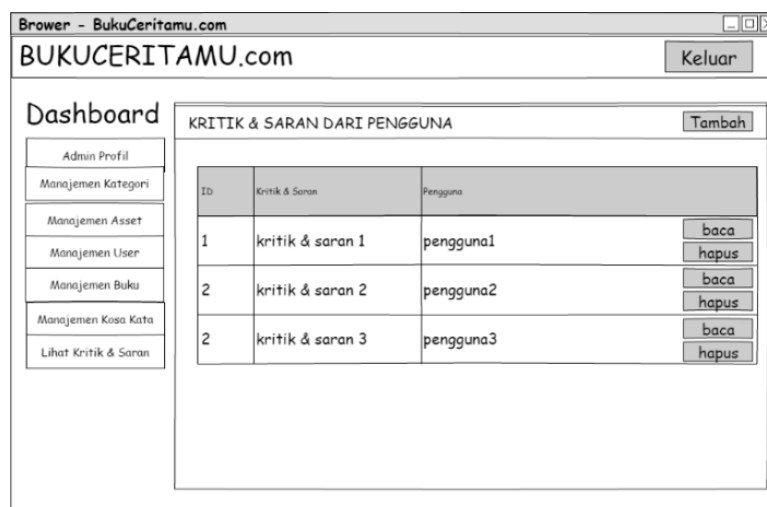 Brower - BukuCeritamu.com
BUKUCERITAMU.com
Keluar
Dashboard
KRITIK & SARAN DARI PENGGUNA
Tambah
Admin Profil
Manajemen Kategori
Manajemen Asset
Manajemen User
Manajemen Buku
Manajemen Kosa Kata
Lihat Kritik & Saran
ID Kritik & Saran Pengguna
1 kritik & saran 1 pengguna1
baca
hapus
2 kritik & saran 2 pengguna2
baca
hapus
2 kritik & saran 3 pengguna3
baca
hapus